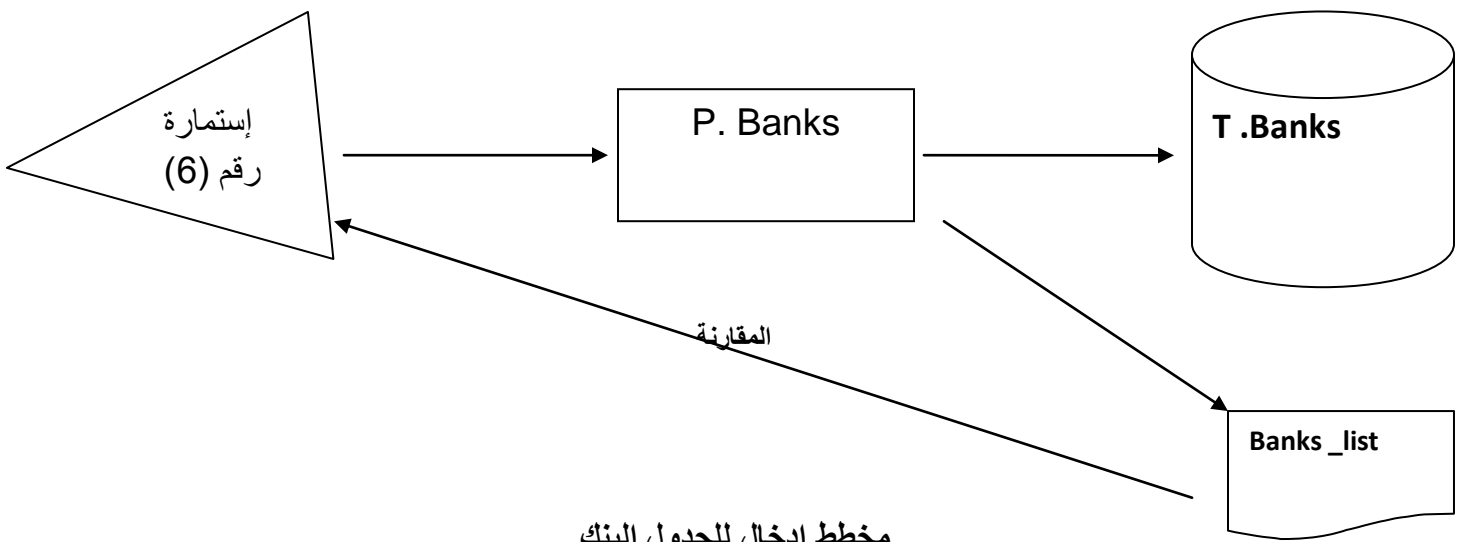 إستمارة
رقم (6)
P. Banks
T .Banks
المقارنة
Banks _list
مخطط ادخال للجدول البنك